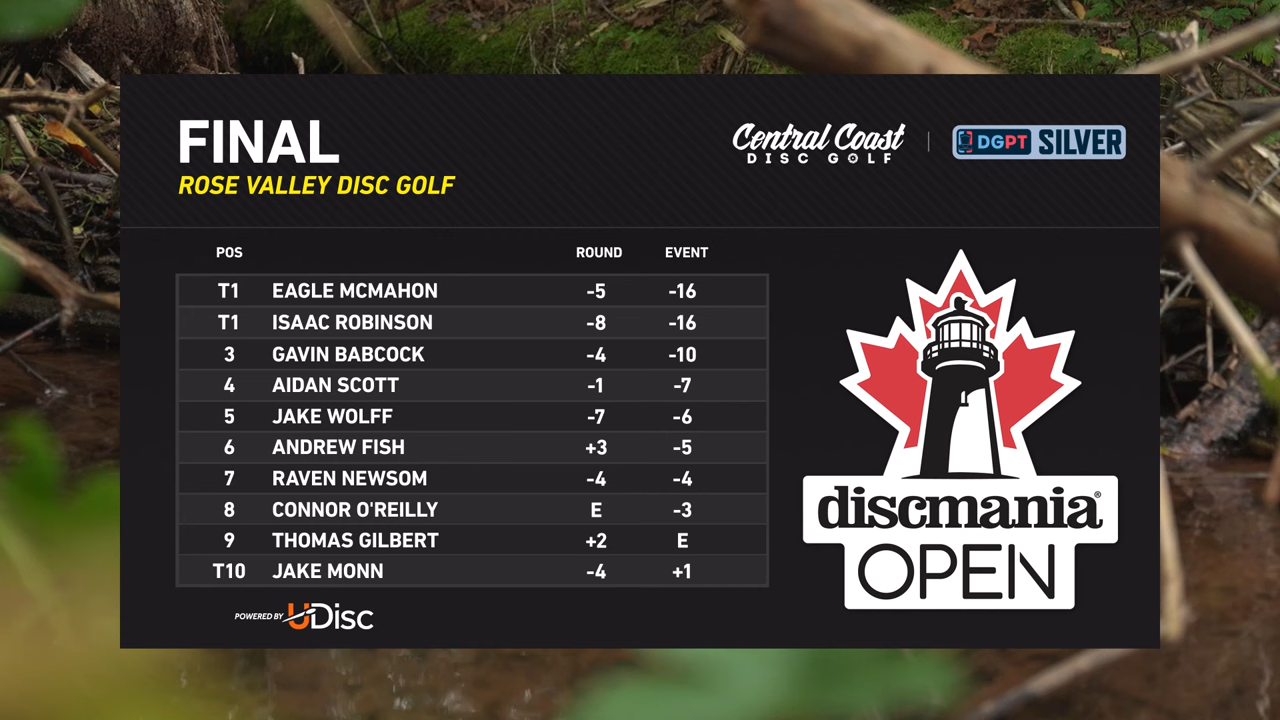 FINAL
ROSE VALLEY DISC GOLF
Central Coast
DISC GOLF
DGPT SILVER
POS ROUND EVENT
T1 EAGLE MCMAHON -5 -16
T1 ISAAC ROBINSON -8 -16
3 GAVIN BABCOCK -4 -10
4 AIDAN SCOTT -1 -7
5 JAKE WOLFF -7 -6
6 ANDREW FISH +3 -5
7 RAVEN NEWSOM -4 -4
8 CONNOR O'REILLY E -3
9 THOMAS GILBERT +2 E
T10 JAKE MONN -4 +1
POWERED BY UDisc
discmania®
OPEN